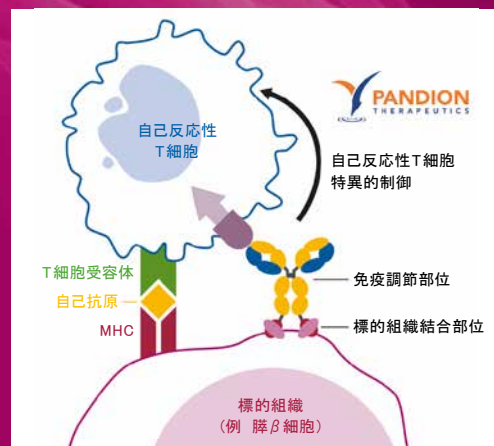 自己反応性
T細胞
PANDION
THERAPEUTICS
自己反応性T細胞
特異的制御
T細胞受容体
自己抗原
MHC
免疫調節部位
標的組織結合部位
標的組織
(例 膵β細胞)